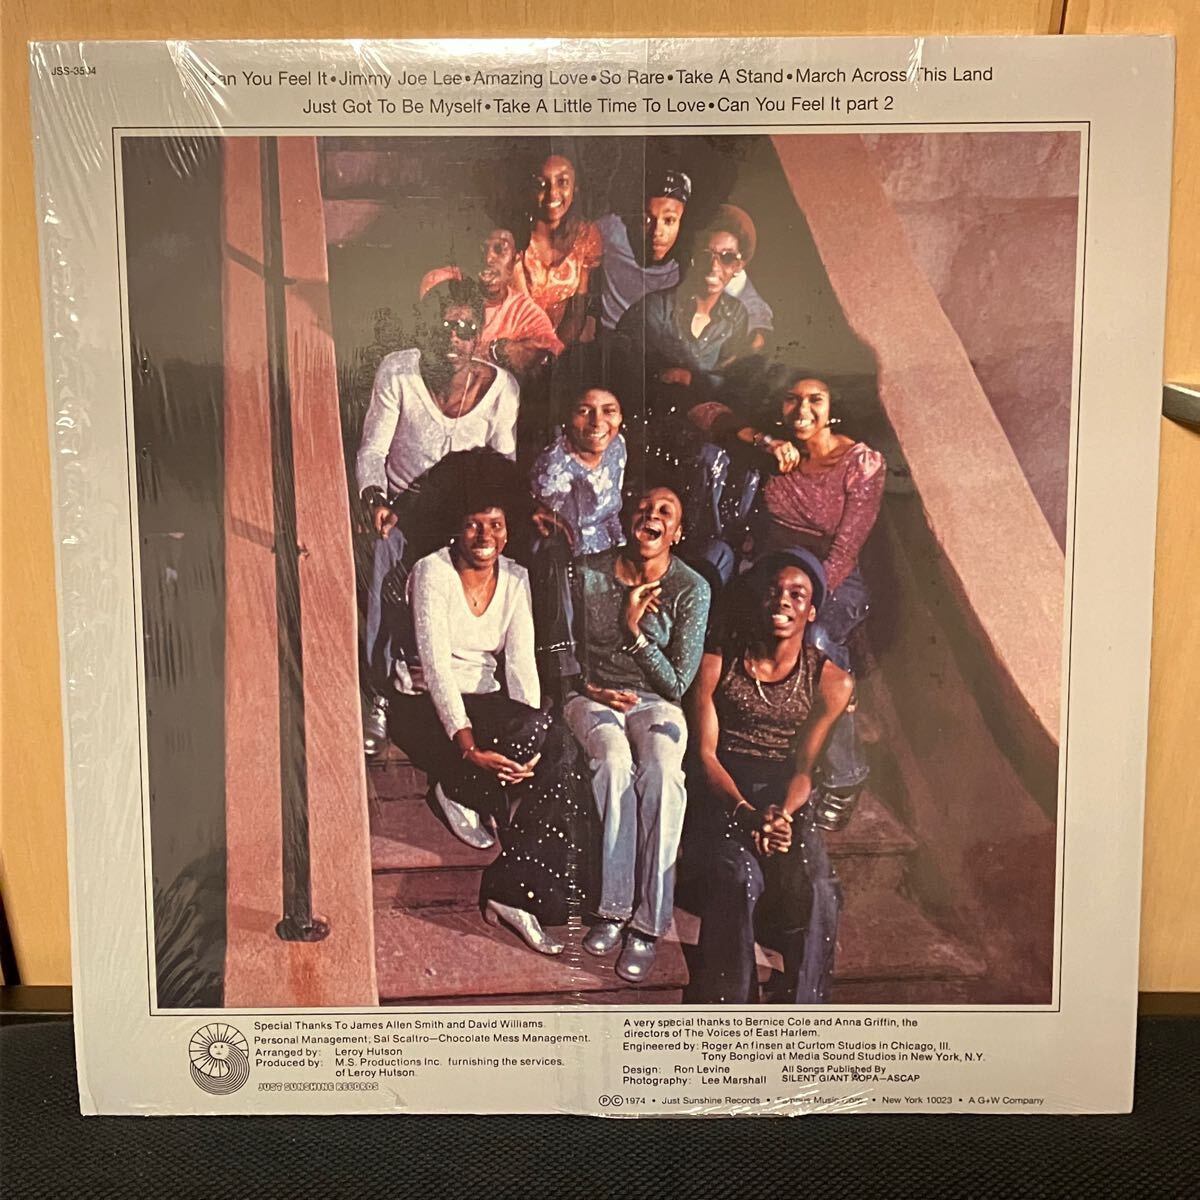 JSS-3504
Can You Feel It•Jimmy Joe Lee•Amazing Love•So Rare•Take A Stand•March Across This Land
Just Got To Be Myself•Take A Little Time To Love•Can You Feel It part 2
Special Thanks To James Allen Smith and David Williams.
Personal Management; Sal Scaltro—Chocolate Mess Management.
Arranged by: Leroy Hutson
Produced by: M.S. Productions Inc. furnishing the services.
of Leroy Hutson.
JUST SUNSHINE RECORDS
A very special thanks to Bernice Cole and Anna Griffin, the
directors of The Voices of East Harlem.
Engineered by: Roger Anfinsen at Curtom Studios in Chicago, Ill.
Tony Bongiovi at Media Sound Studios in New York, N.Y.
Design: Ron Levine
Photography: Lee Marshall
All Songs Published By
SILENT GIANT AOPA—ASCAP
ⓅⒸ1974 • Just Sunshine Records • Famous Music Corp. • New York 10023 • A G+W Company